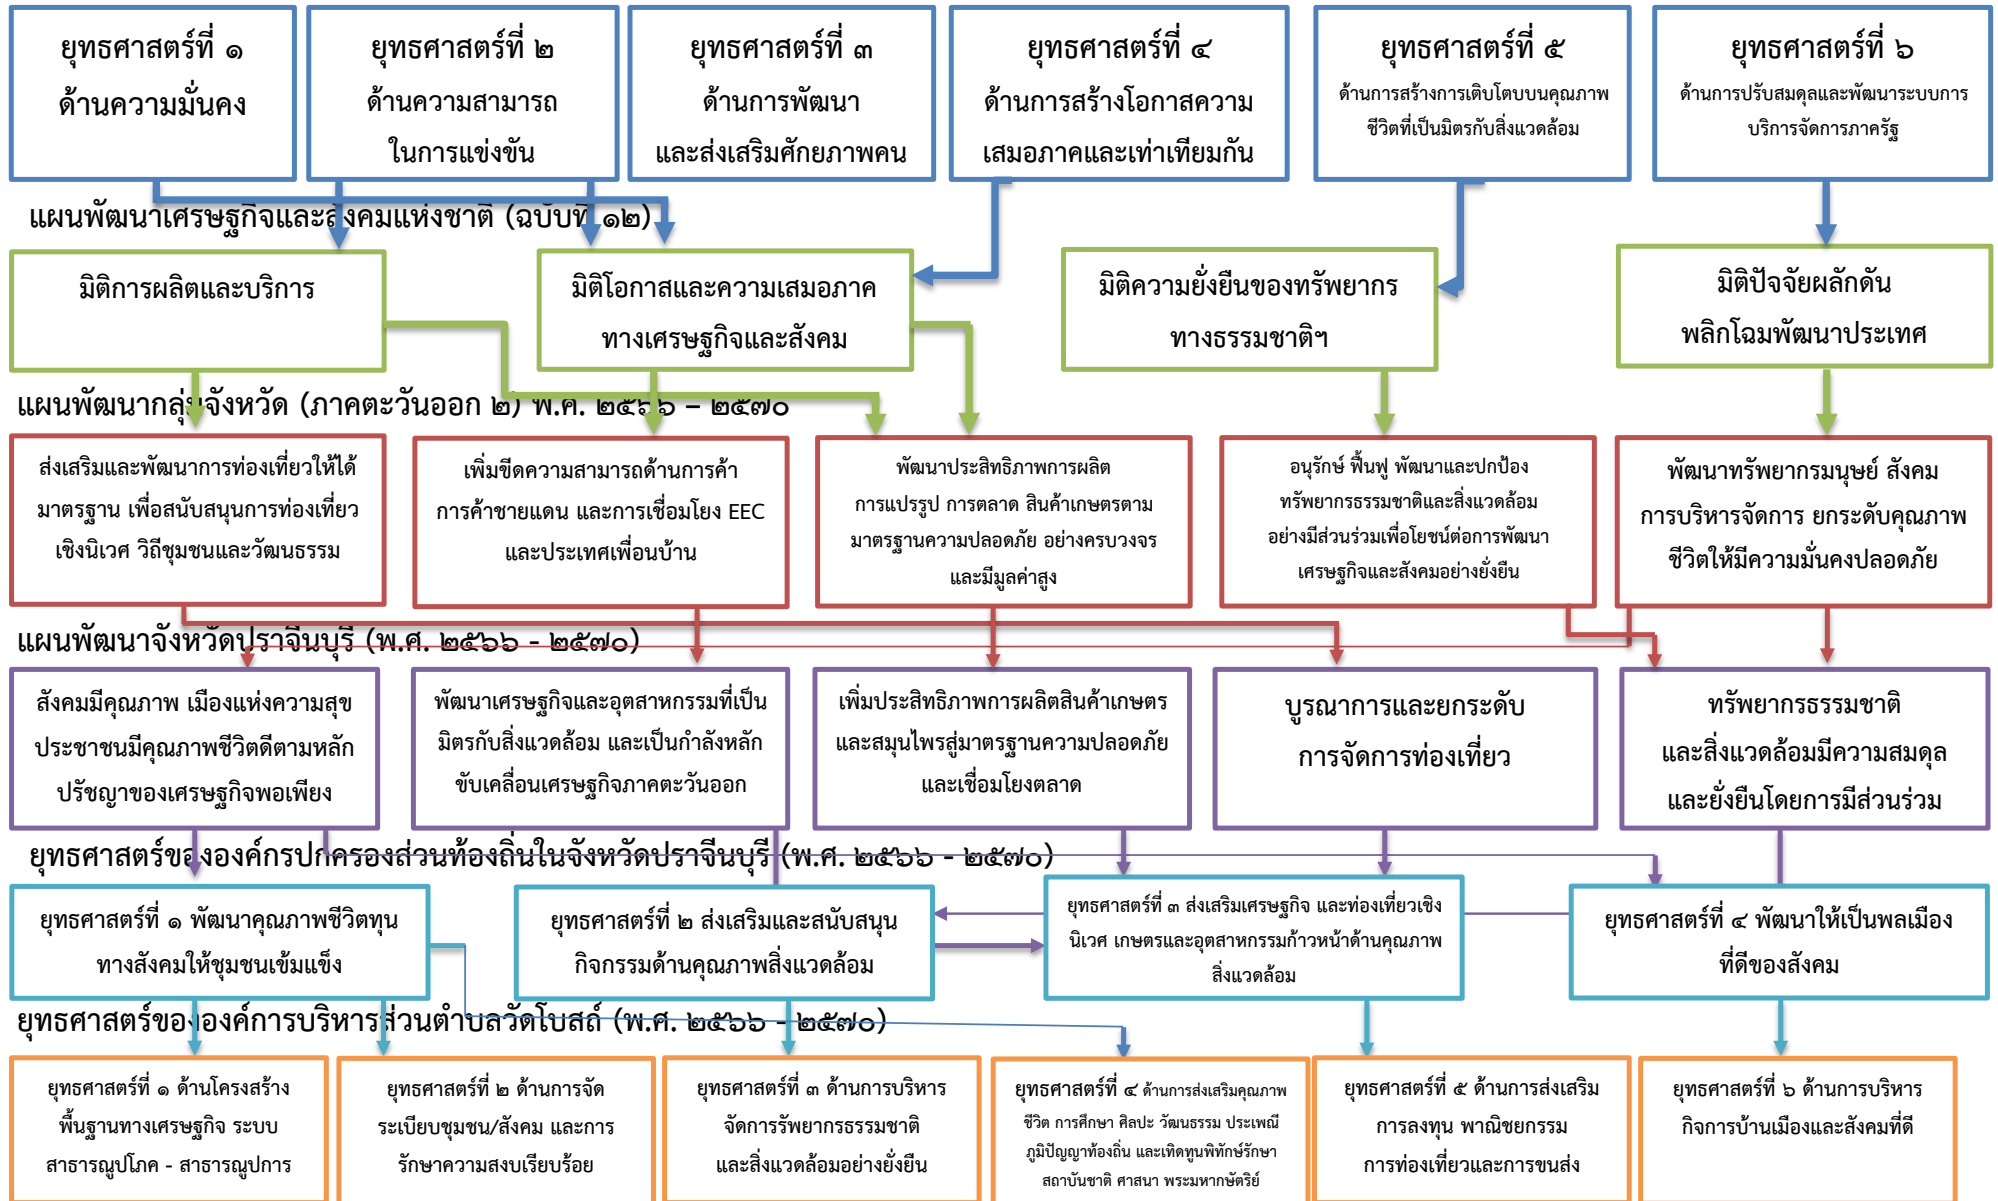 ยุทธศาสตร์ที่ ๑
ด้านความมั่นคง
ยุทธศาสตร์ที่ ๒
ด้านความสามารถ
ในการแข่งขัน
ยุทธศาสตร์ที่ ๓
ด้านการพัฒนา
และส่งเสริมศักยภาพคน
ยุทธศาสตร์ที่ ๔
ด้านการสร้างโอกาสความ
เสมอภาคและเท่าเทียมกัน
ยุทธศาสตร์ที่ ๕
ด้านการสร้างการเติบโตบนคุณภาพ
ชีวิตที่เป็นมิตรกับสิ่งแวดล้อม
ยุทธศาสตร์ที่ ๖
ด้านการปรับสมดุลและพัฒนาระบบการ
บริการจัดการภาครัฐ
แผนพัฒนาเศรษฐกิจและสังคมแห่งชาติ (ฉบับที่ ๑๒)
มิติการผลิตและบริการ
มิติโอกาสและความเสมอภาค
ทางเศรษฐกิจและสังคม
มิติความยั่งยืนของทรัพยากร
ทางธรรมชาติฯ
มิติปัจจัยผลักดัน
พลิกโฉมพัฒนาประเทศ
แผนพัฒนากลุ่มจังหวัด (ภาคตะวันออก ๒) พ.ศ. ๒๕๖๖ – ๒๕๗๐
ส่งเสริมและพัฒนาการท่องเที่ยวให้ได้
มาตรฐาน เพื่อสนับสนุนการท่องเที่ยว
เชิงนิเวศ วิถีชุมชนและวัฒนธรรม
เพิ่มขีดความสามารถด้านการค้า
การค้าชายแดน และการเชื่อมโยง EEC
และประเทศเพื่อนบ้าน
พัฒนาประสิทธิภาพการผลิต
การแปรรูป การตลาด สินค้าเกษตรตาม
มาตรฐานความปลอดภัย อย่างครบวงจร
และมีมูลค่าสูง
อนุรักษ์ ฟื้นฟู พัฒนาและปกป้อง
ทรัพยากรธรรมชาติและสิ่งแวดล้อม
อย่างมีส่วนร่วมเพื่อโยชน์ต่อการพัฒนา
เศรษฐกิจและสังคมอย่างยั่งยืน
พัฒนาทรัพยากรมนุษย์ สังคม
การบริหารจัดการ ยกระดับคุณภาพ
ชีวิตให้มีความมั่นคงปลอดภัย
แผนพัฒนาจังหวัดปราจีนบุรี (พ.ศ. ๒๕๖๖ - ๒๕๗๐)
สังคมมีคุณภาพ เมืองแห่งความสุข
ประชาชนมีคุณภาพชีวิตดีตามหลัก
ปรัชญาของเศรษฐกิจพอเพียง
พัฒนาเศรษฐกิจและอุตสาหกรรมที่เป็น
มิตรกับสิ่งแวดล้อม และเป็นกำลังหลัก
ขับเคลื่อนเศรษฐกิจภาคตะวันออก
เพิ่มประสิทธิภาพการผลิตสินค้าเกษตร
และสมุนไพรสู่มาตรฐานความปลอดภัย
และเชื่อมโยงตลาด
บูรณาการและยกระดับ
การจัดการท่องเที่ยว
ทรัพยากรธรรมชาติ
และสิ่งแวดล้อมมีความสมดุล
และยั่งยืนโดยการมีส่วนร่วม
ยุทธศาสตร์ขององค์กรปกครองส่วนท้องถิ่นในจังหวัดปราจีนบุรี (พ.ศ. ๒๕๖๖ - ๒๕๗๐)
ยุทธศาสตร์ที่ ๑ พัฒนาคุณภาพชีวิตทุน
ทางสังคมให้ชุมชนเข้มแข็ง
ยุทธศาสตร์ที่ ๒ ส่งเสริมและสนับสนุน
กิจกรรมด้านคุณภาพสิ่งแวดล้อม
ยุทธศาสตร์ที่ ๓ ส่งเสริมเศรษฐกิจ และท่องเที่ยวเชิง
นิเวศ เกษตรและอุตสาหกรรมก้าวหน้าด้านคุณภาพ
สิ่งแวดล้อม
ยุทธศาสตร์ที่ ๔ พัฒนาให้เป็นพลเมือง
ที่ดีของสังคม
ยุทธศาสตร์ขององค์การบริหารส่วนตำบลวัดโบสถ์ (พ.ศ. ๒๕๖๖ - ๒๕๗๐)
ยุทธศาสตร์ที่ ๑ ด้านโครงสร้าง
พื้นฐานทางเศรษฐกิจ ระบบ
สาธารณูปโภค - สาธารณูปการ
ยุทธศาสตร์ที่ ๒ ด้านการจัด
ระเบียบชุมชน/สังคม และการ
รักษาความสงบเรียบร้อย
ยุทธศาสตร์ที่ ๓ ด้านการบริหาร
จัดการรัพยากรธรรมชาติ
และสิ่งแวดล้อมอย่างยั่งยืน
ยุทธศาสตร์ที่ ๔ ด้านการส่งเสริมคุณภาพ
ชีวิต การศึกษา ศิลปะ วัฒนธรรม ประเพณี
ภูมิปัญญาท้องถิ่น และเทิดทูนพิทักษ์รักษา
สถาบันชาติ ศาสนา พระมหากษัตริย์
ยุทธศาสตร์ที่ ๕ ด้านการส่งเสริม
การลงทุน พาณิชยกรรม
การท่องเที่ยวและการขนส่ง
ยุทธศาสตร์ที่ ๖ ด้านการบริหาร
กิจการบ้านเมืองและสังคมที่ดี